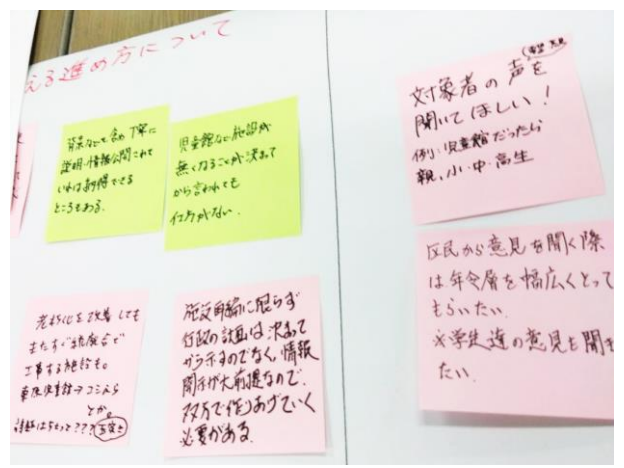 える進め方について
背景なども含め丁寧に
説明・情報公開されて
いれば納得できる
ところもある.
児童館など施設が
無くなることが決まって
から言われても
仕方がない.
老朽化を改善しても
またすぐ
工事する施設も.
とか.
施設再編に限らず
行政の計画は決まって
から示すのでなく、情報
開示が大前提なので.
双方で作りあげていく
必要がある.
対象者の声を
聞いてほしい!
例:児童館だったら
親、小・中・高生
区民から意見を聞く際
は年令層を幅広くとって
もらいたい.
※学生達の意見も聞き
たい.